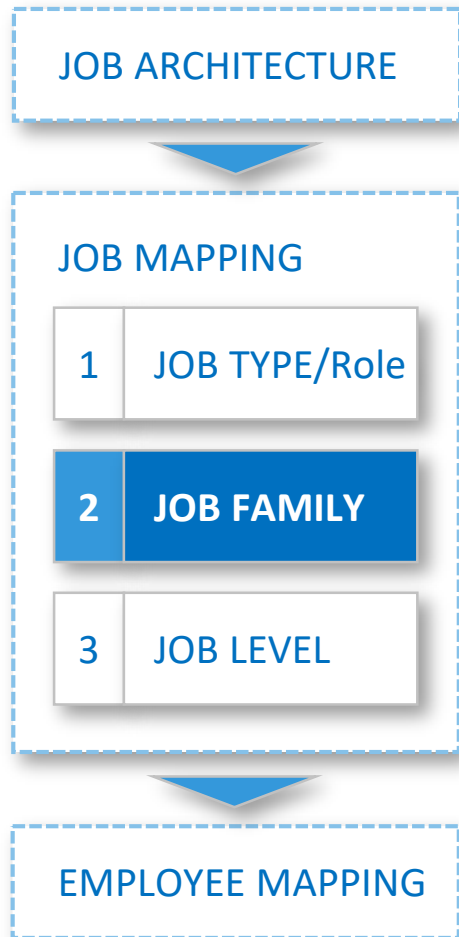 JOB ARCHITECTURE
JOB MAPPING
1 JOB TYPE/Role
2 JOB FAMILY
3 JOB LEVEL
EMPLOYEE MAPPING